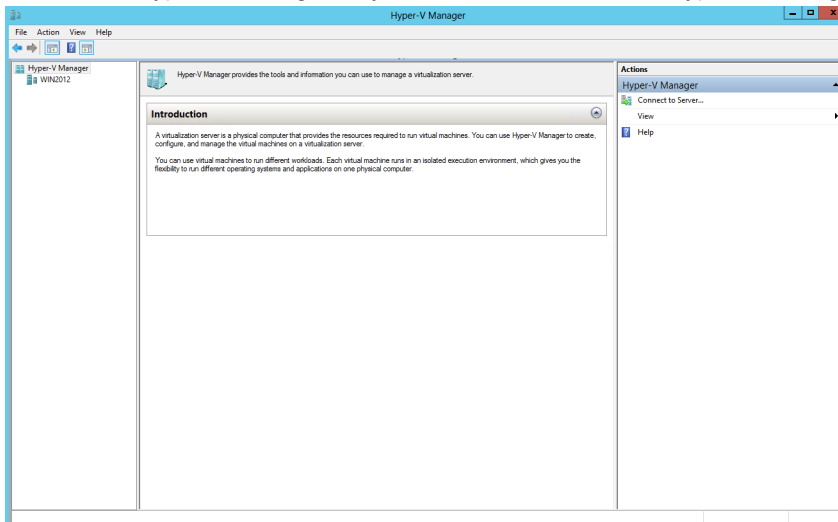 Hyper-V Manager
File Action View Help
Hyper-V Manager
WIN2012
Hyper-V Manager provides the tools and information you can use to manage a virtualization server.
Introduction
A virtualization server is a physical computer that provides the resources required to run virtual machines. You can use Hyper-V Manager to create,
configure, and manage the virtual machines on a virtualization server.
You can use virtual machines to run different workloads. Each virtual machine runs in an isolated execution environment, which gives you the
flexibility to run different operating systems and applications on one physical computer.
Actions
Hyper-V Manager
Connect to Server...
View
Help